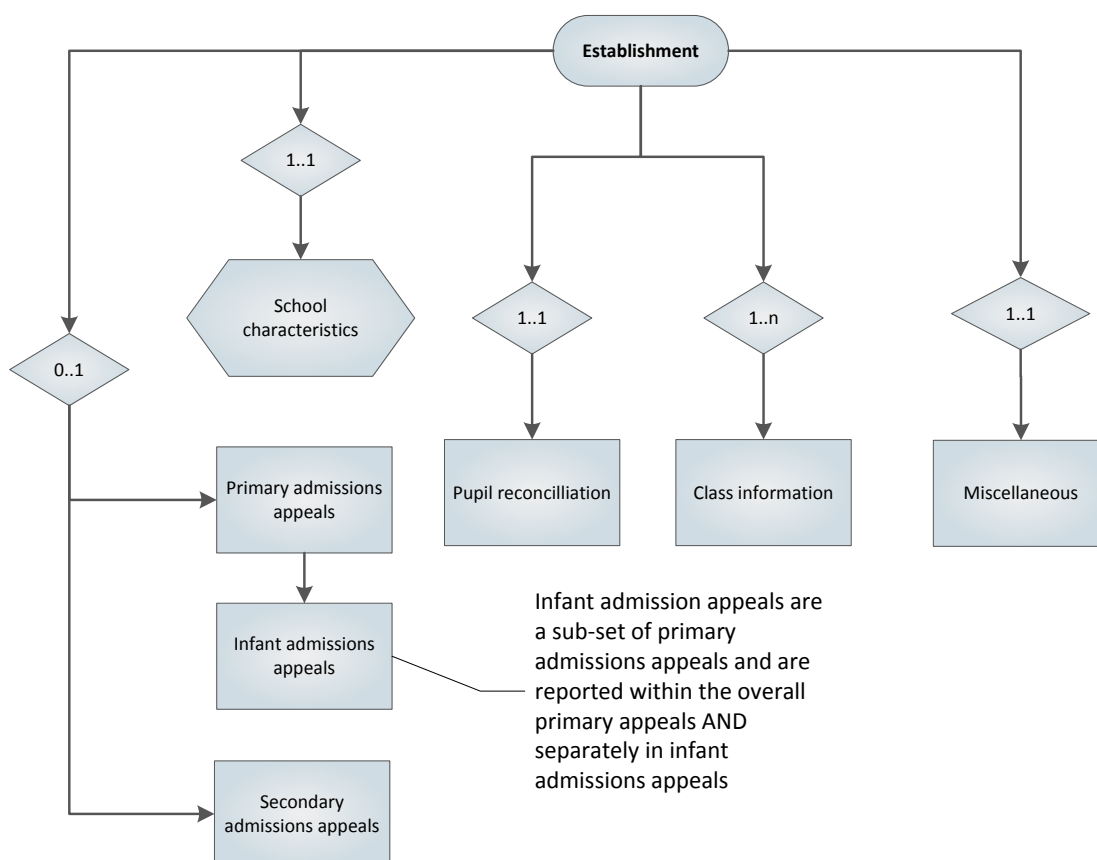 Establishment
1..1
School
characteristics
0..1
1..1
1..n
1..1
Primary admissions
appeals
Pupil reconcilliation
Class information
Miscellaneous
Infant admissions
appeals
Infant admission appeals are
a sub-set of primary
admissions appeals and are
reported within the overall
primary appeals AND
separately in infant
admissions appeals
Secondary
admissions appeals